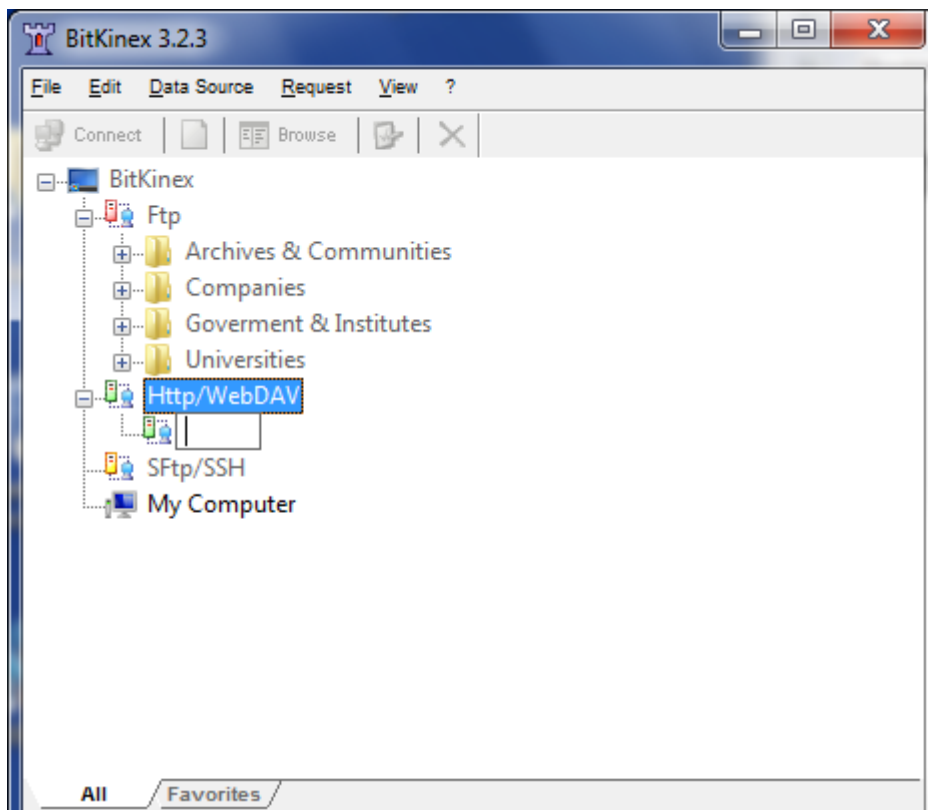 BitKinex 3.2.3
File Edit Data Source Request View ?
Connect Browse
BitKinex
Ftp
Archives & Communities
Companies
Goverment & Institutes
Universities
Http/WebDAV
SFtp/SSH
My Computer
All Favorites